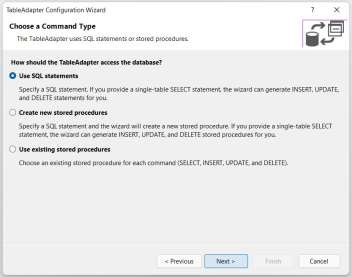 TableAdapter Configuration Wizard
? ×
Choose a Command Type
The TableAdapter uses SQL statements or stored procedures.
How should the TableAdapter access the database?
Use SQL statements
Specify a SQL statement. If you provide a single-table SELECT statement, the wizard can generate INSERT, UPDATE,
and DELETE statements for you.
Create new stored procedures
Specify a SQL statement and the wizard will create a new stored procedure. If you provide a single-table SELECT
statement, the wizard can generate INSERT, UPDATE, and DELETE stored procedures for you.
Use existing stored procedures
Choose an existing stored procedure for each command (SELECT, INSERT, UPDATE, and DELETE).
< Previous Next > Finish Cancel